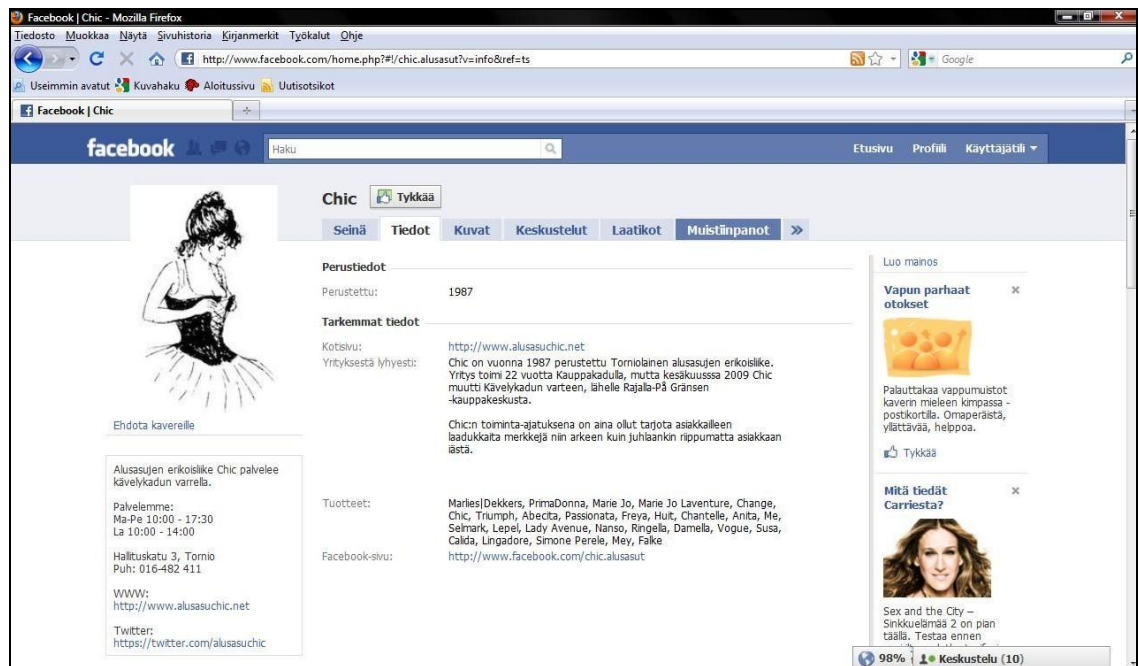 Facebook | Chic - Mozilla Firefox
Tiedosto Muokkaa Näytä Sivuhistoria Kirjanmerkit Työkalut Ohje
http://www.facebook.com/home.php?#!/chic.alusasut?v=info&ref=ts
Google
Useimmin avatut Kuvahaku Aloitussivu Uutisotsikot
Facebook | Chic
facebook
Haku
Etusivu Profiili Käyttäjätili
Chic Tykkää
Seinä Tiedot Kuvat Keskustelut Laatikot Muistiinpanot »
Ehdota kavereille
Alusasujen erikoisliike Chic palvelee
kävelykadun varrella.
Palvelemme:
Ma-Pe 10:00 - 17:30
La 10:00 - 14:00
Hallituskatu 3, Tornio
Puh: 016-482 411
WWW:
http://www.alusasuchic.net
Twitter:
https://twitter.com/alusasuchic
Perustiedot
Perustettu: 1987
Tarkemmat tiedot
Kotisivu: http://www.alusasuchic.net
Yrityksestä lyhyesti: Chic on vuonna 1987 perustettu Torniolainen alusasujen erikoisliike.
Yritys toimi 22 vuotta Kauppakadulla, mutta kesäkuusssa 2009 Chic
muutti Kävelykadun varteen, lähelle Rajalla-På Gränsen
-kauppakeskusta.
Chic:n toiminta-ajatuksena on aina ollut tarjota asiakkailleen
laadukkaita merkkejä niin arkeen kuin juhlaankin riippumatta asiakkaan
iästä.
Tuotteet: Marlies|Dekkers, PrimaDonna, Marie Jo, Marie Jo Laventure, Change,
Chic, Triumph, Abecita, Passionata, Freya, Huit, Chantelle, Anita, Me,
Selmark, Lepel, Lady Avenue, Nanso, Ringella, Damella, Vogue, Susa,
Calida, Lingadore, Simone Perele, Mey, Falke
Facebook-sivu: http://www.facebook.com/chic.alusasut
Luo mainos
Vapun parhaat
otokset
Palauttakaa vappumuistot
kaverin mieleen kimpassa -
postikortilla. Omaperäistä,
yllättävää, helppoa.
Tykkää
Mitä tiedät
Carriesta?
Sex and the City –
Sinkkuelämää 2 on pian
täällä. Testaa ennen
98% Keskustelu (10)